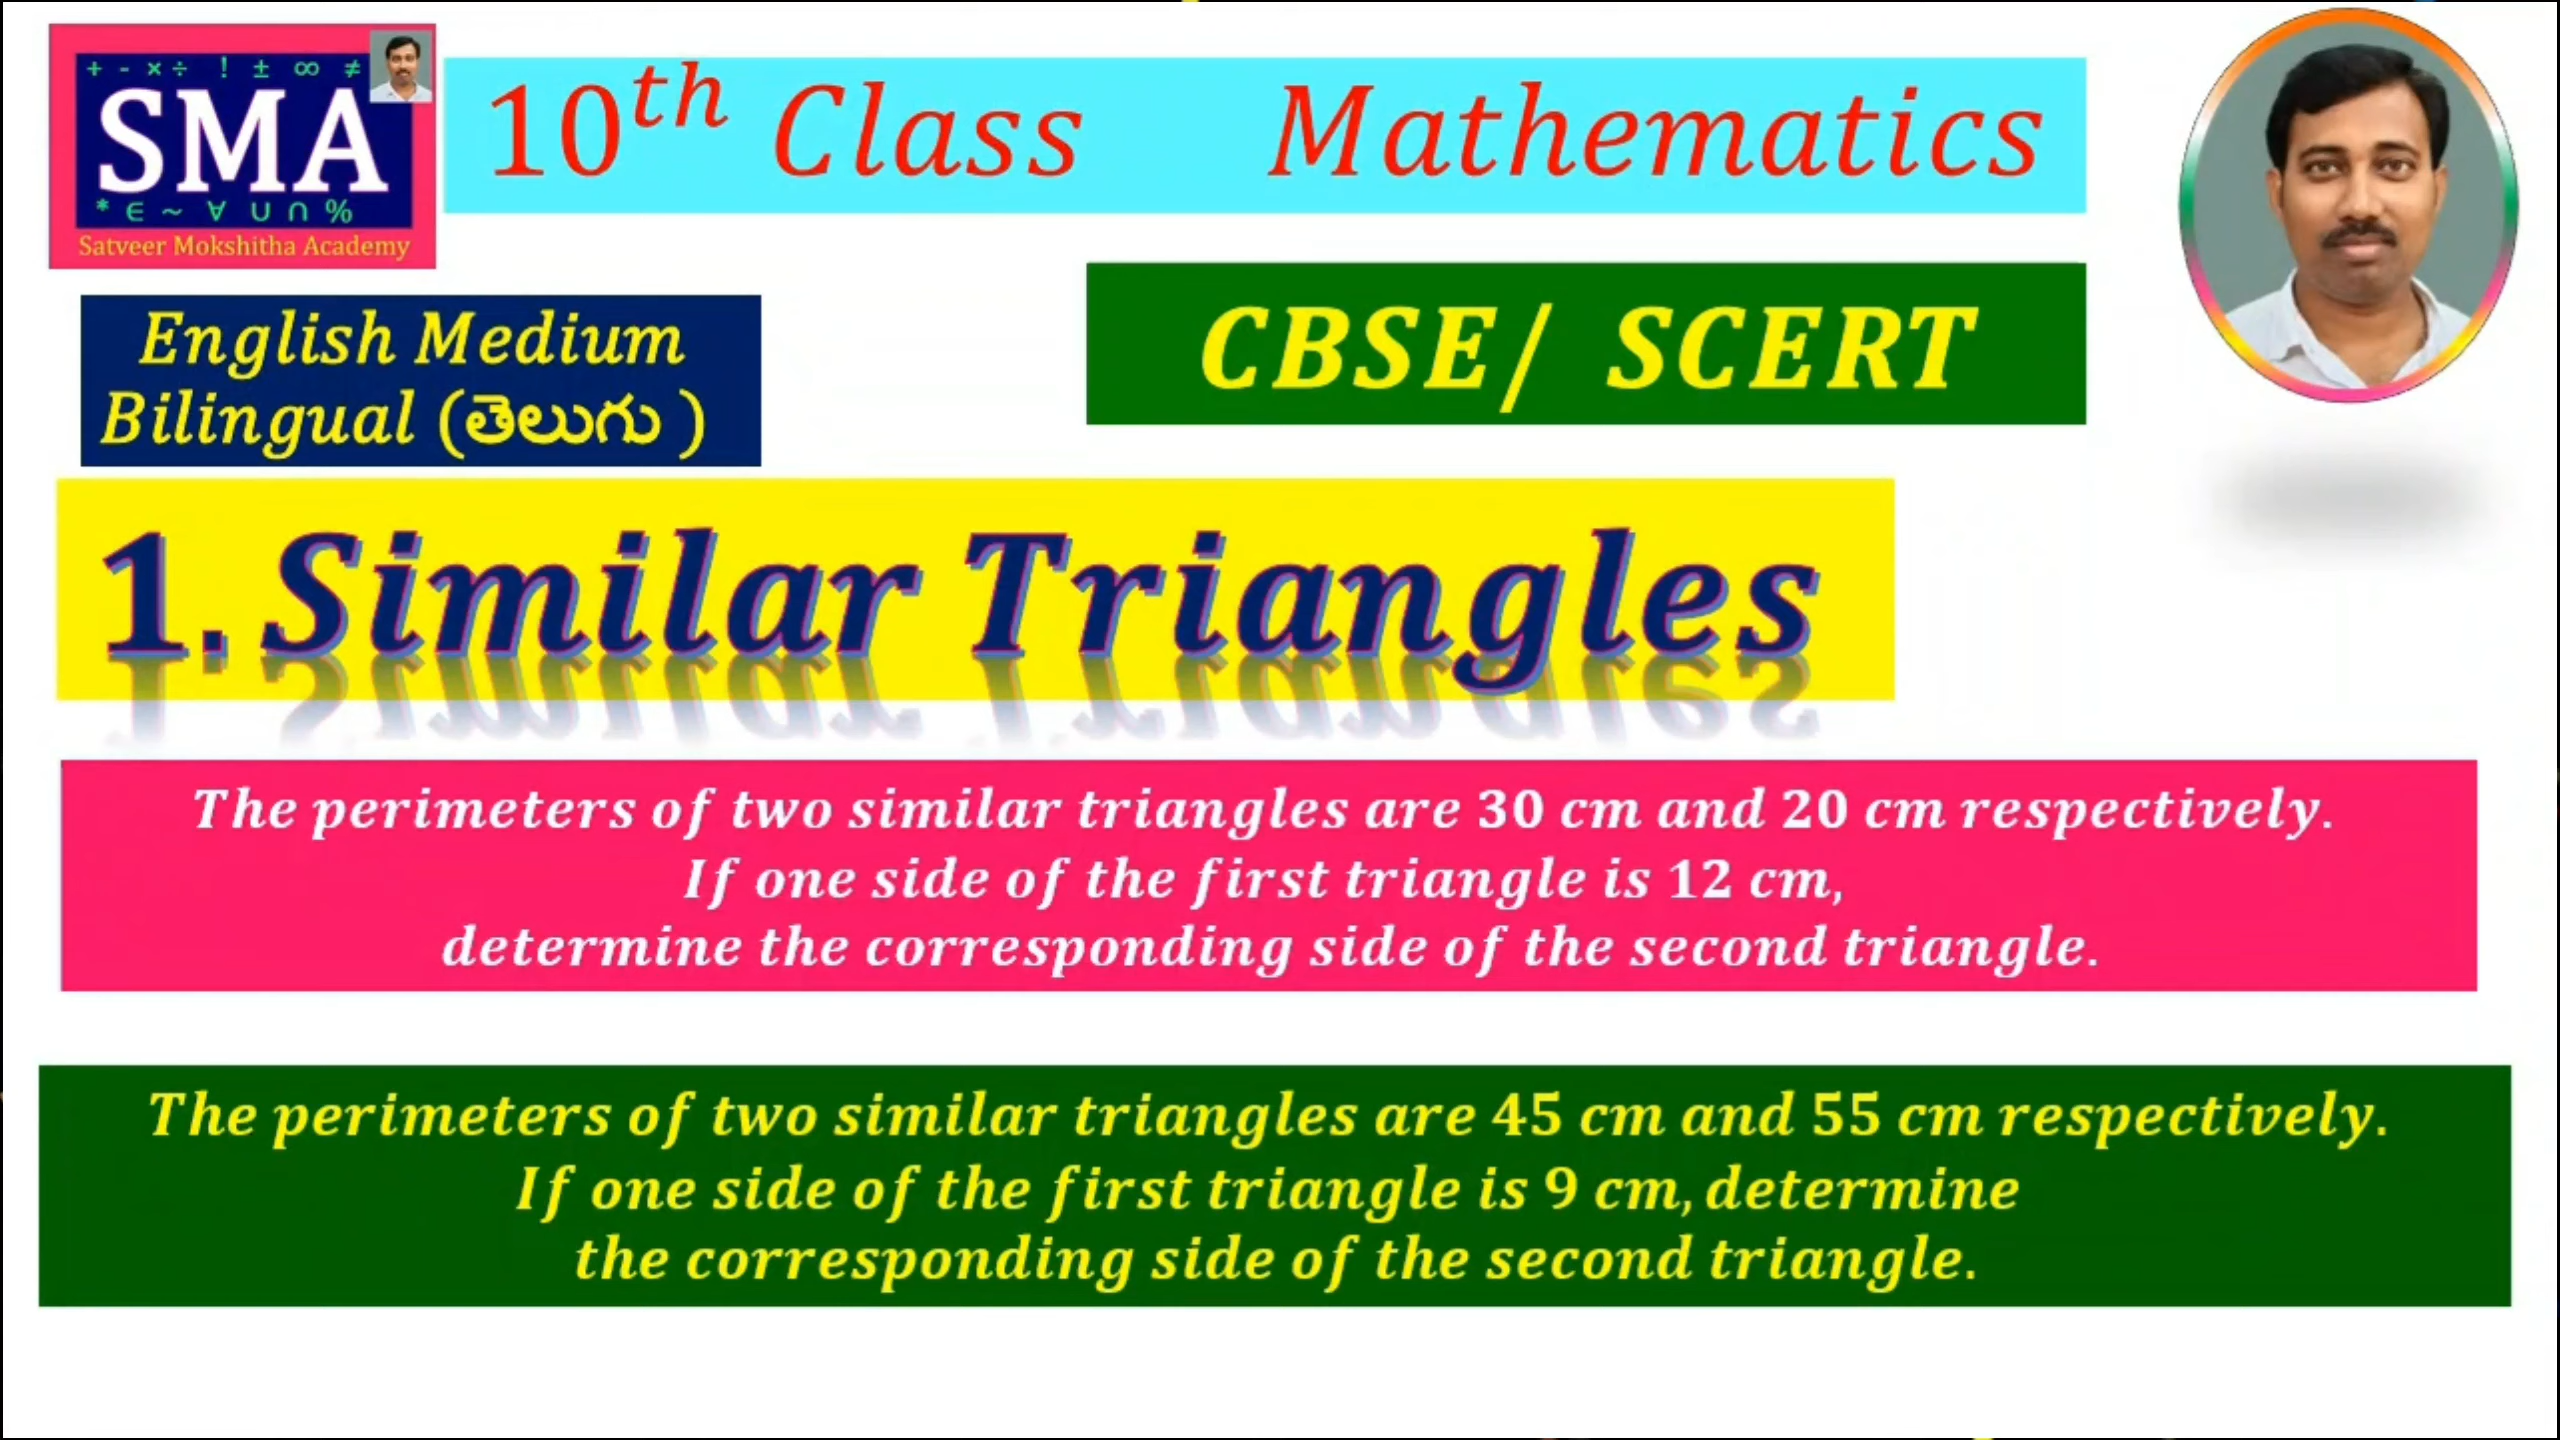 + - × ÷ ! ± ∞ ≠
SMA
* ∈ ~ ∀ ∪ ∩ %
Satveer Mokshitha Academy
10th Class Mathematics
English Medium
Bilingual (తెలుగు )
CBSE/ SCERT
1. Similar Triangles
The perimeters of two similar triangles are 30 cm and 20 cm respectively.
If one side of the first triangle is 12 cm,
determine the corresponding side of the second triangle.
The perimeters of two similar triangles are 45 cm and 55 cm respectively.
If one side of the first triangle is 9 cm, determine
the corresponding side of the second triangle.